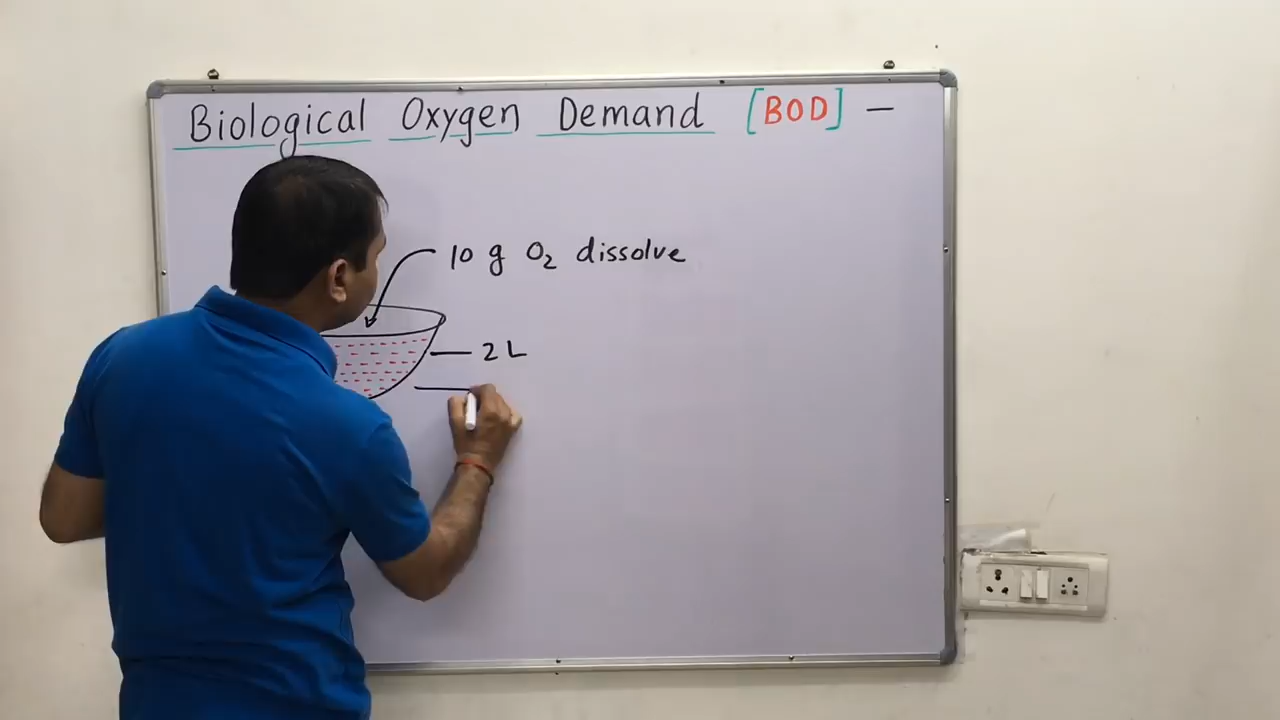 Biological Oxygen Demand [BOD] —
10 g O₂ dissolve
2 L